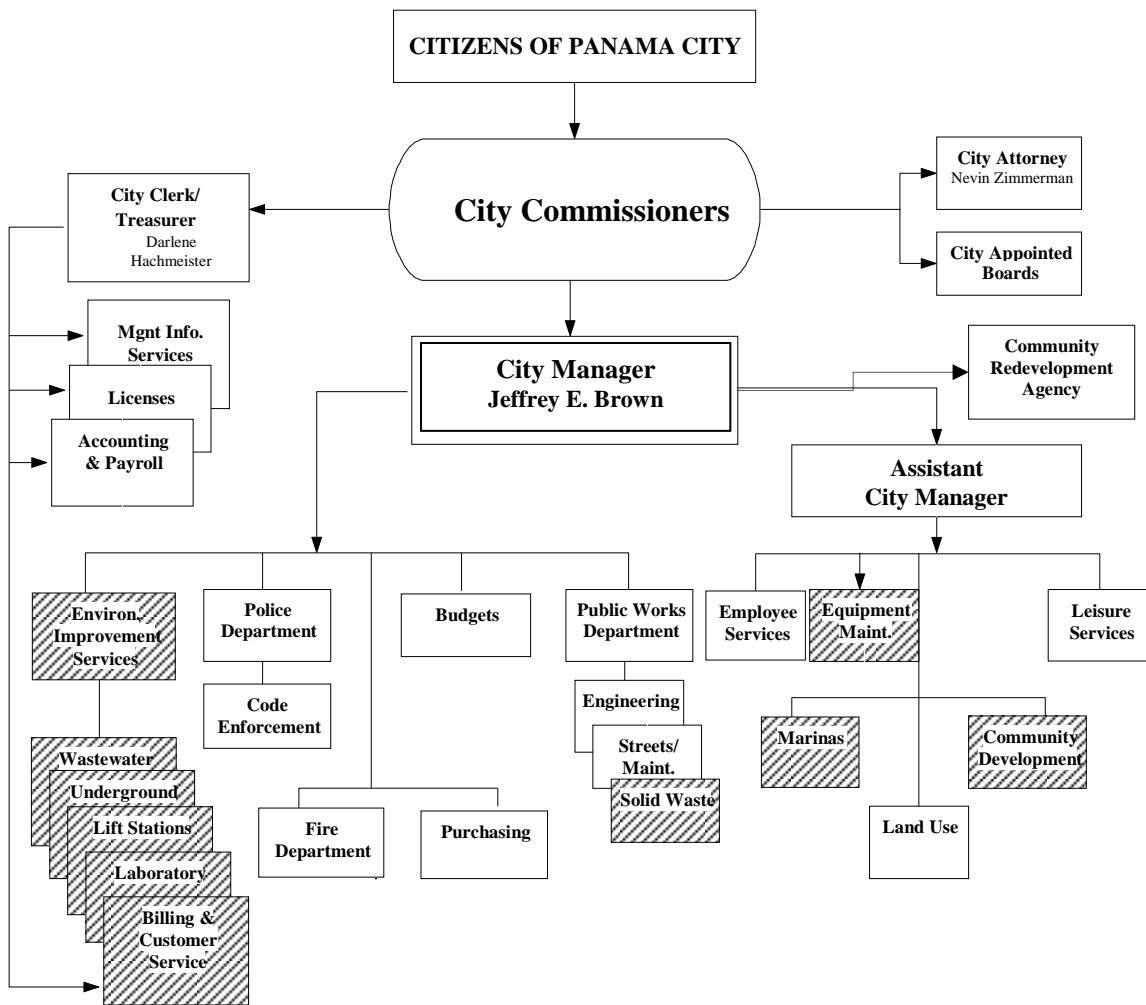 CITIZENS OF PANAMA CITY
City Commissioners
City Attorney
Nevin Zimmerman
City Clerk/
Treasurer
Darlene
Hachmeister
City Appointed
Boards
Mgnt Info.
Services
Licenses
Accounting
& Payroll
City Manager
Jeffrey E. Brown
Community
Redevelopment
Agency
Assistant
City Manager
Environ.
Improvement
Services
Police
Department
Budgets
Public Works
Department
Employee
Services
Equipment
Maint.
Leisure
Services
Code
Enforcement
Engineering
Streets/
Maint.
Solid Waste
Marinas
Community
Development
Wastewater
Underground
Lift Stations
Laboratory
Billing &
Customer
Service
Fire
Department
Purchasing
Land Use